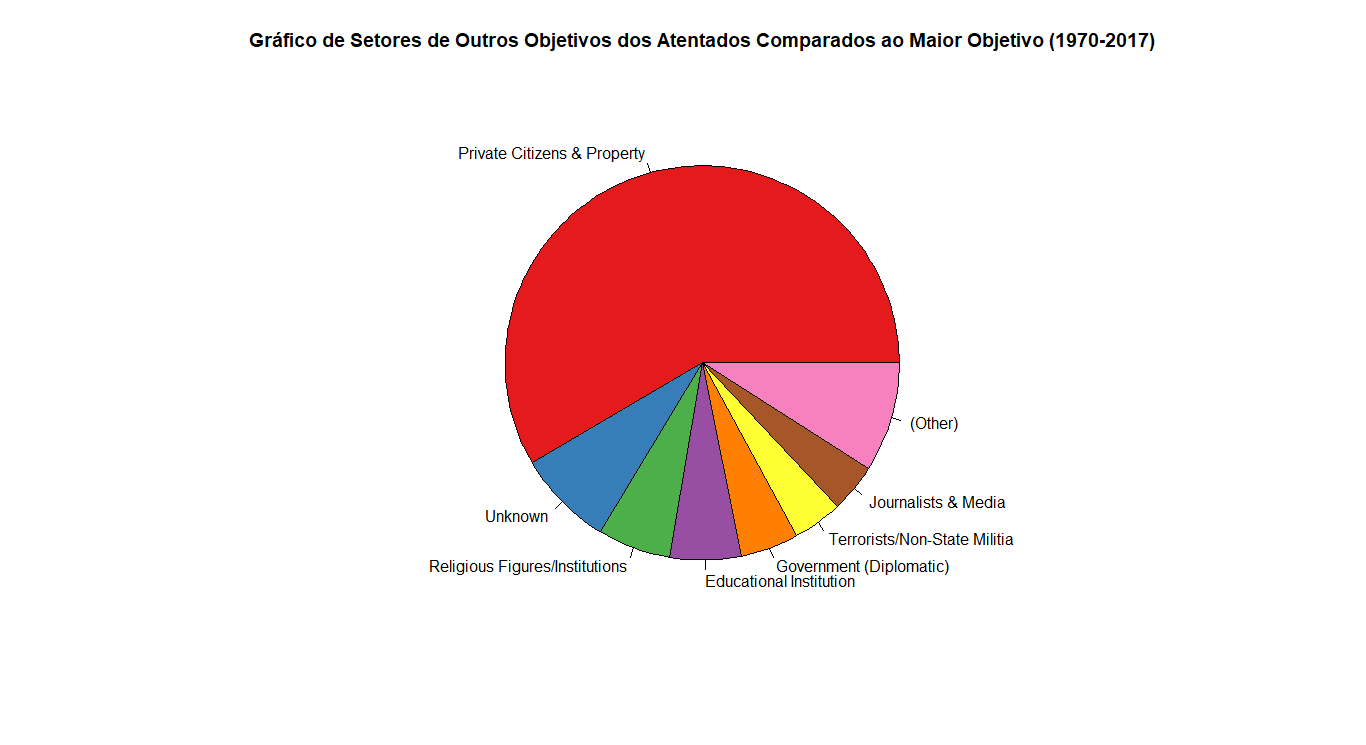 Gráfico de Setores de Outros Objetivos dos Atentados Comparados ao Maior Objetivo (1970-2017)
Private Citizens & Property
(Other)
Journalists & Media
Unknown
Terrorists/Non-State Militia
Religious Figures/Institutions
Government (Diplomatic)
Educational Institution